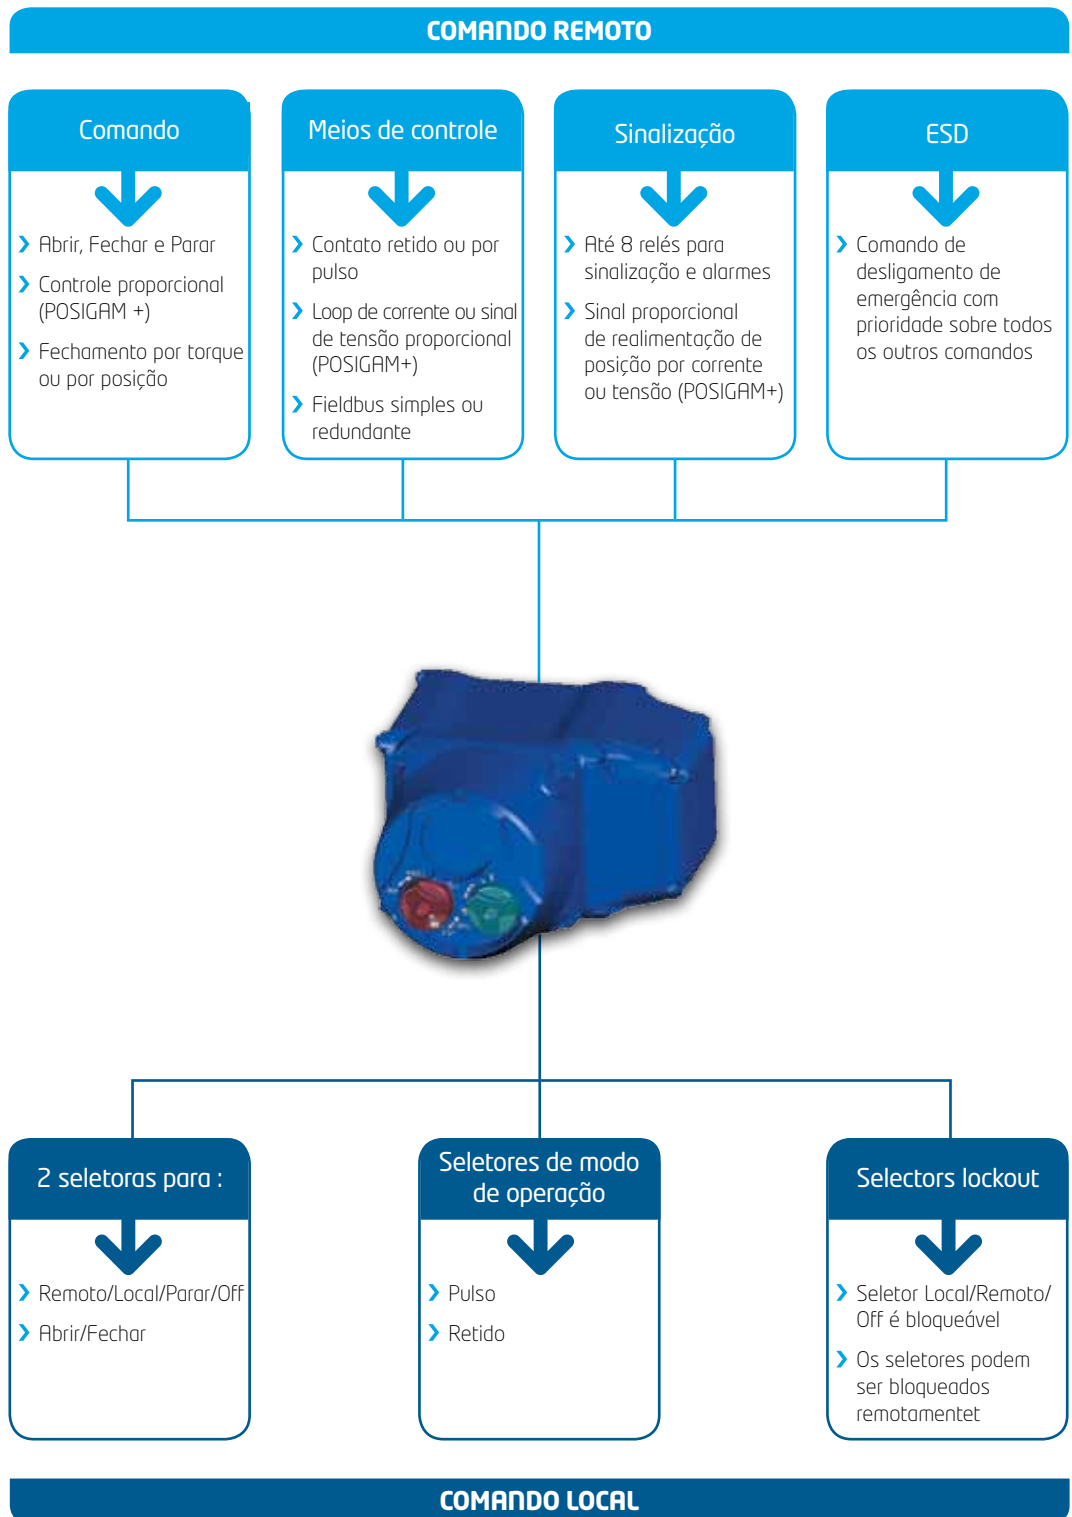 COMANDO REMOTO
Comando
Abrir, Fechar e Parar
Controle proporcional
(POSIGAM +)
Fechamento por torque
ou por posição
Meios de controle
Contato retido ou por
pulso
Loop de corrente ou sinal
de tensão proporcional
(POSIGAM+)
Fieldbus simples ou
redundante
Sinalização
Até 8 relés para
sinalização e alarmes
Sinal proporcional
de realimentação de
posição por corrente
ou tensão (POSIGAM+)
ESD
Comando de
desligamento de
emergência com
prioridade sobre todos
os outros comandos
2 seletoras para :
Remoto/Local/Parar/Off
Abrir/Fechar
Seletores de modo
de operação
Pulso
Retido
Selectors lockout
Seletor Local/Remoto/
Off é bloqueável
Os seletores podem
ser bloqueados
remotamentet
COMANDO LOCAL